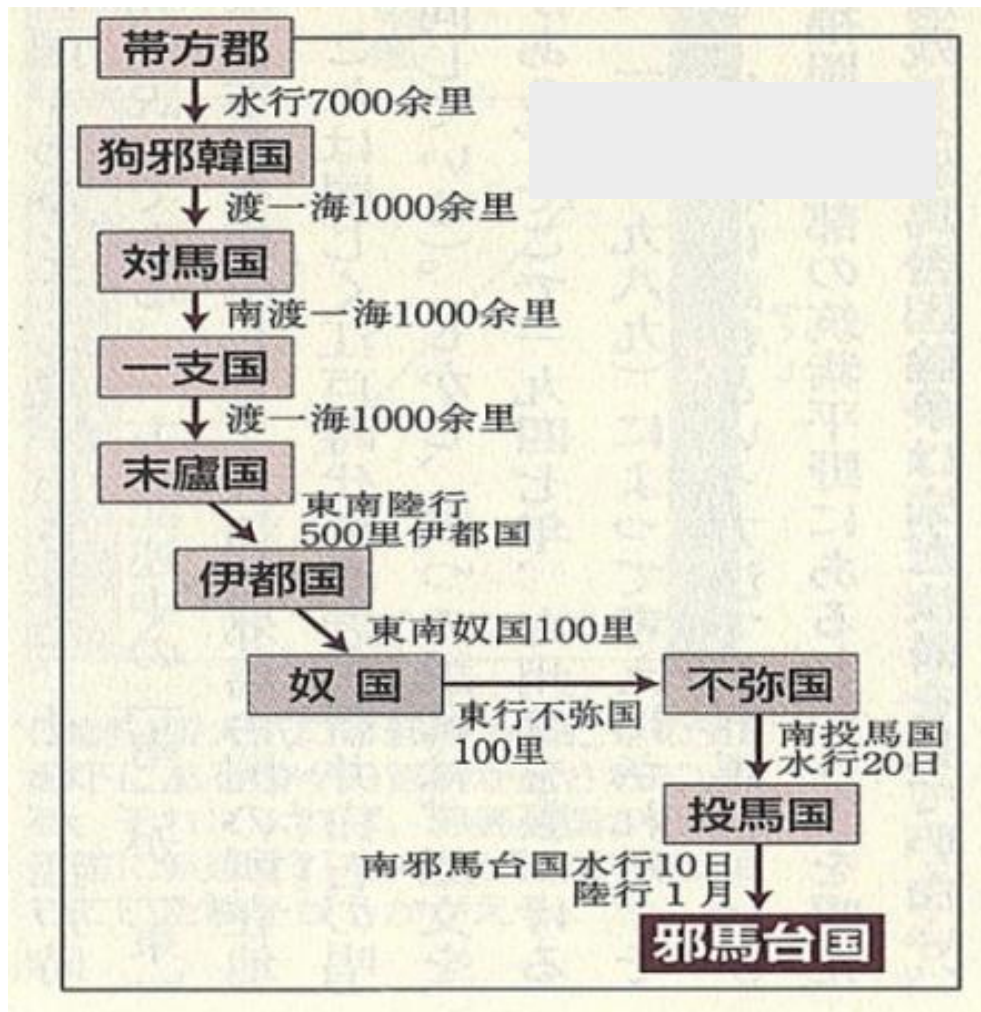 帯方郡
水行7000余里
狗邪韓国
渡一海1000余里
対馬国
南渡一海1000余里
一支国
渡一海1000余里
末廬国
東南陸行
500里伊都国
伊都国
東南奴国100里
奴国
東行不弥国
100里
不弥国
南投馬国
水行20日
投馬国
南邪馬台国水行10日
陸行1月
邪馬台国